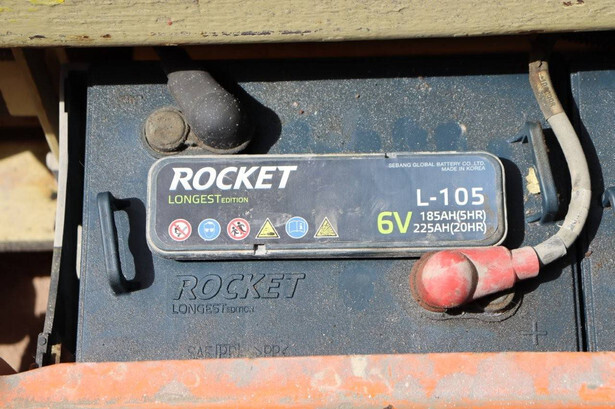 ROCKET
LONGEST EDITION
SEBANG GLOBAL BATTERY CO., LTD.
MADE IN KOREA
L-105
6V
185AH(5HR)
225AH(20HR)
ROCKET
LONGEST EDITION
+